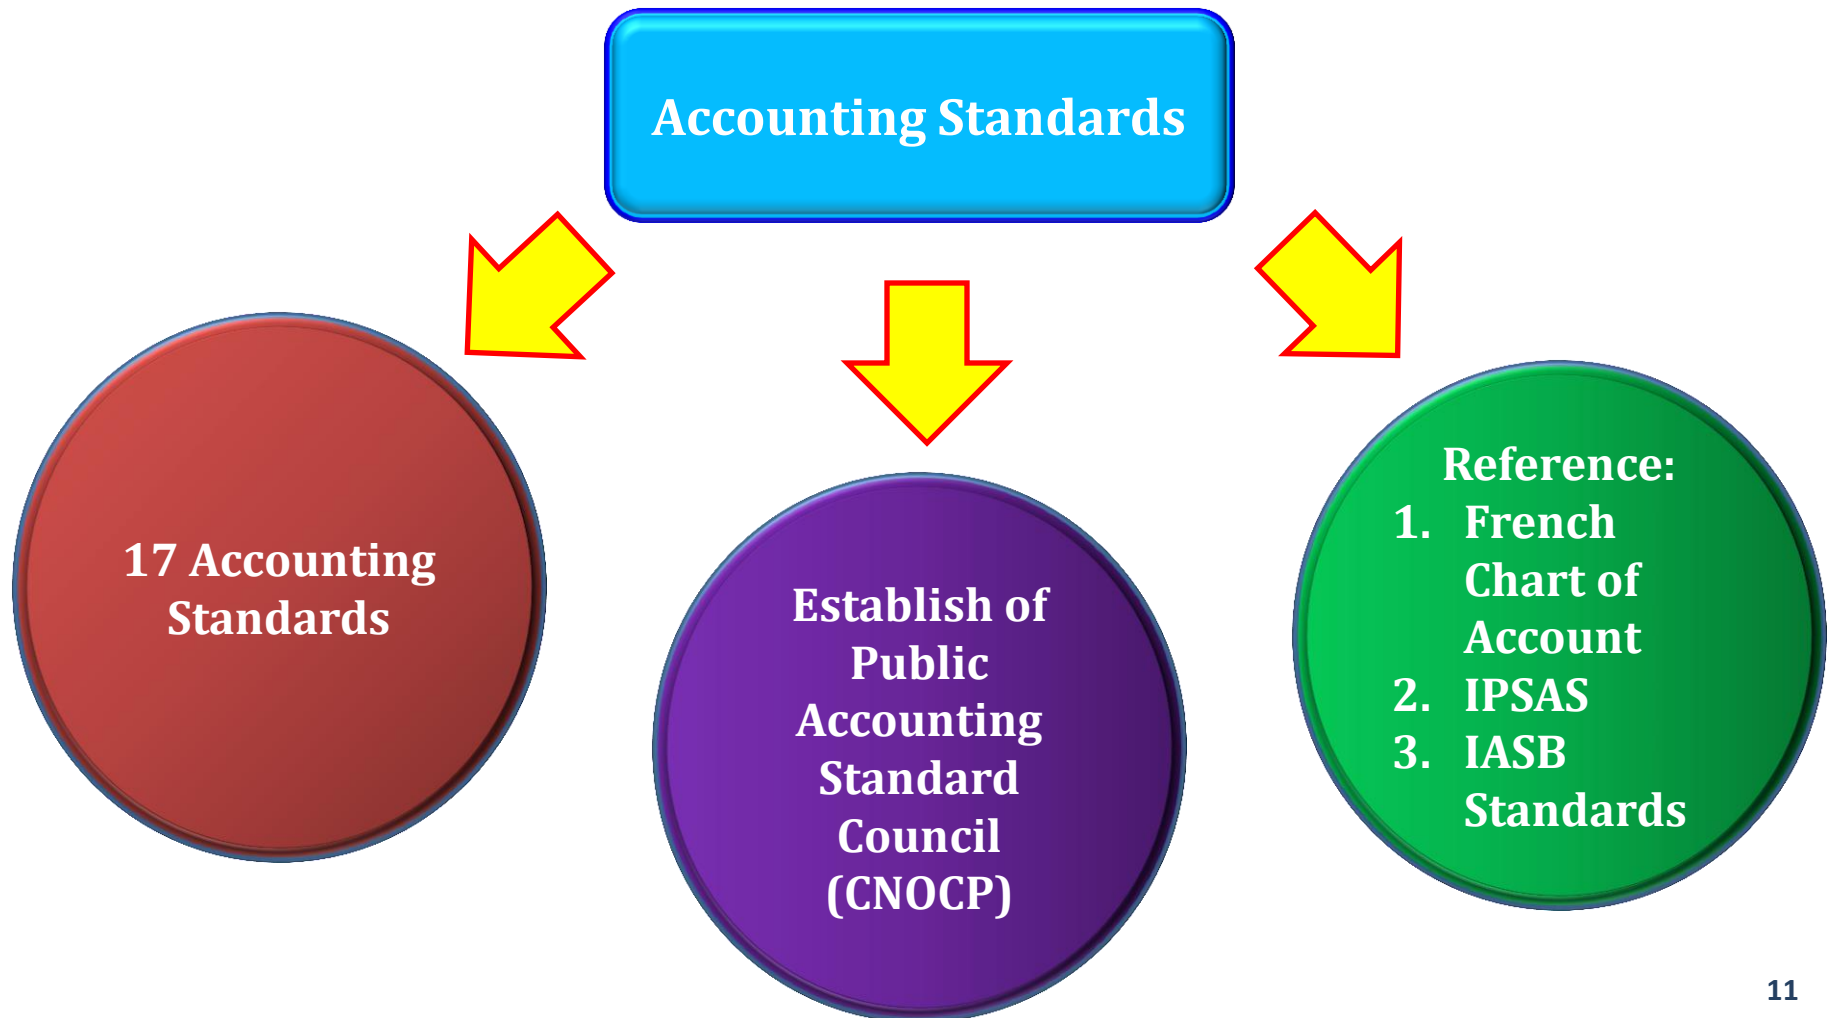 Accounting Standards
17 Accounting
Standards
Establish of
Public
Accounting
Standard
Council
(CNOCP)
Reference:
1. French
Chart of
Account
2. IPSAS
3. IASB
Standards
11